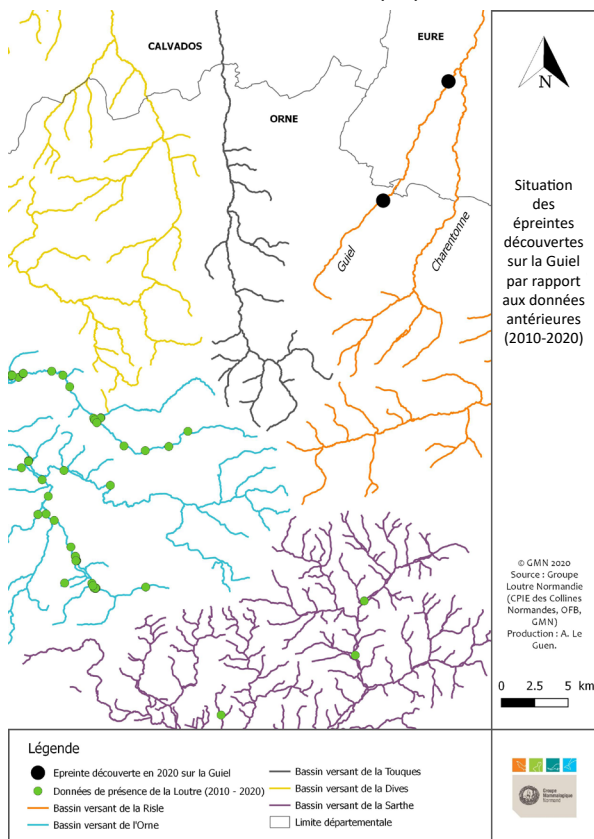 CALVADOS
EURE
ORNE
Guiel
Charentonne
N
Situation
des
épreintes
découvertes
sur la Guiel
par rapport
aux données
antérieures
(2010-2020)
© GMN 2020
Source : Groupe
Loutre Normandie
(CPIE des Collines
Normandes, OFB,
GMN)
Production : A. Le
Guen.
0 2.5 5 km
Légende
Epreinte découverte en 2020 sur la Guiel
Données de présence de la Loutre (2010 - 2020)
Bassin versant de la Risle
Bassin versant de l'Orne
Bassin versant de la Touques
Bassin versant de la Dives
Bassin versant de la Sarthe
Limite départementale
Groupe
Mammalogique
Normand